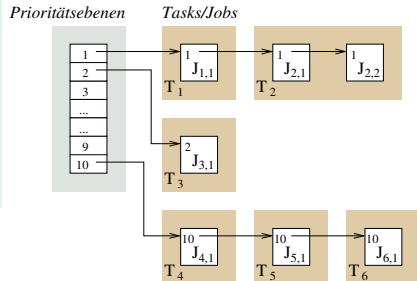 Prioritätsebenen Tasks/Jobs
1 1 J1,1 1 J2,1 1 J2,2
2 T1 T2
3
...
... 2 J3,1
9
10 T3
10 J4,1 10 J5,1 10 J6,1
T4 T5 T6